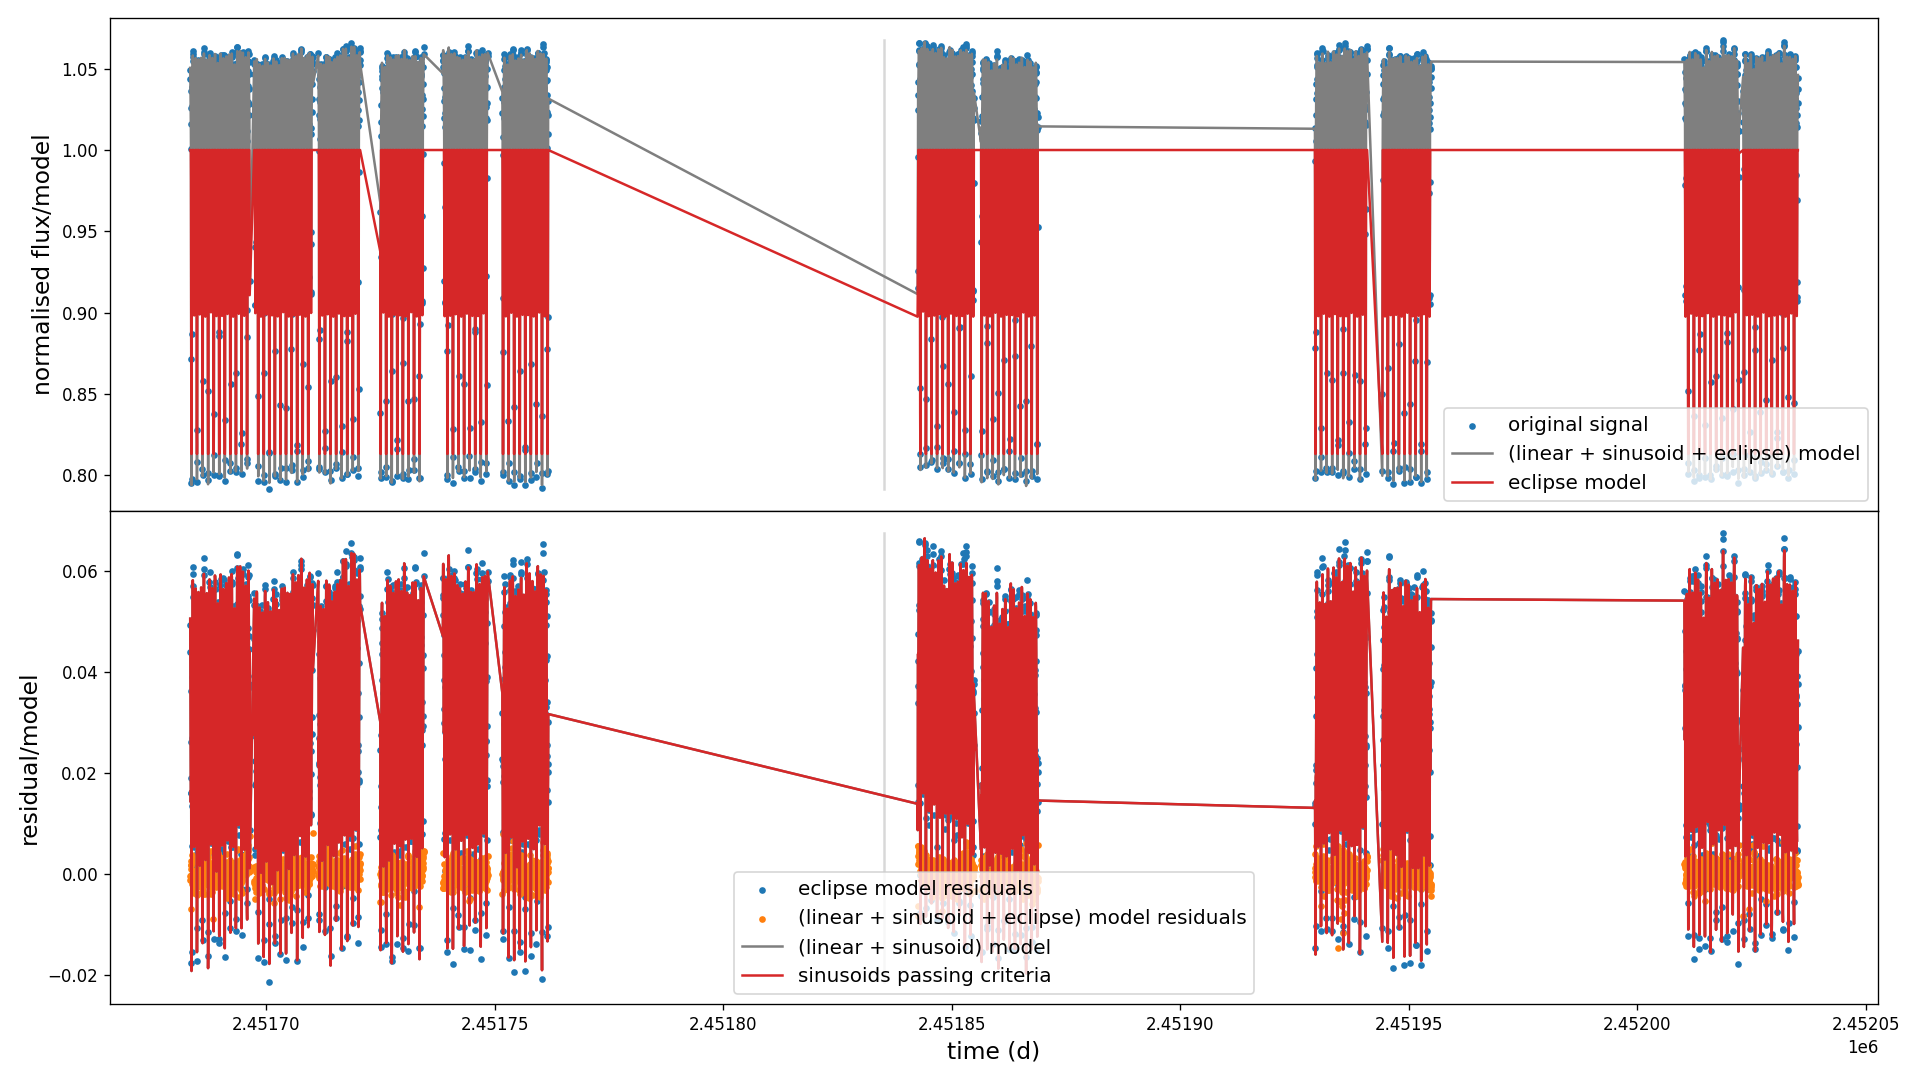 normalised flux/model
1.05
1.00
0.95
0.90
0.85
0.80
original signal
(linear + sinusoid + eclipse) model
eclipse model
residual/model
0.06
0.04
0.02
0.00
−0.02
eclipse model residuals
(linear + sinusoid + eclipse) model residuals
(linear + sinusoid) model
sinusoids passing criteria
2.45170 2.45175 2.45180 2.45185 2.45190 2.45195 2.45200 2.45205
time (d)
1e6